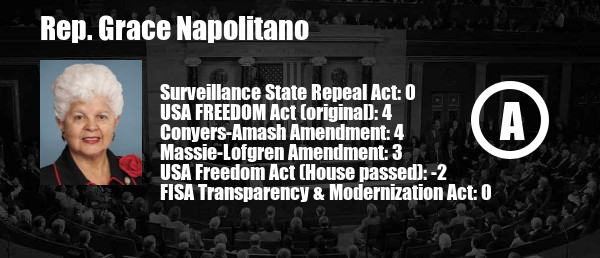 Rep. Grace Napolitano
Surveillance State Repeal Act: 0
USA FREEDOM Act (original): 4
Conyers-Amash Amendment: 4
Massie-Lofgren Amendment: 3
USA Freedom Act (House passed): -2
FISA Transparency & Modernization Act: 0
A